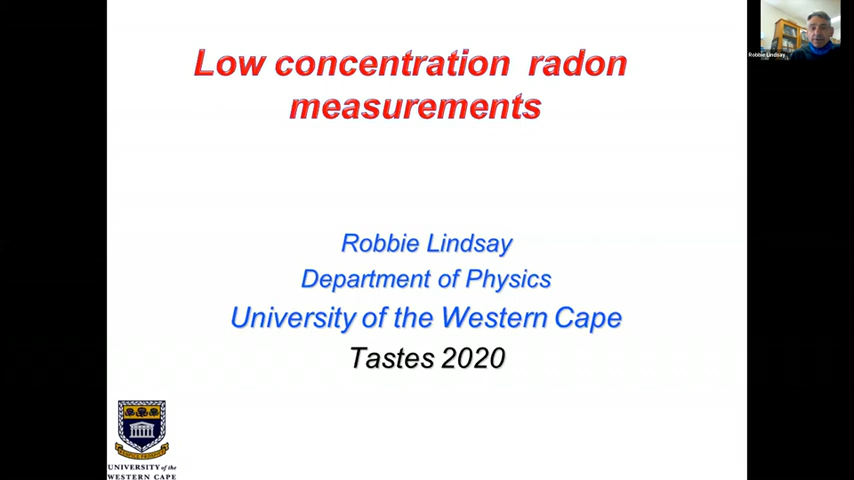 Low concentration radon
measurements
Robbie Lindsay
Robbie Lindsay
Department of Physics
University of the Western Cape
Tastes 2020
UNIVERSITY of the
WESTERN CAPE